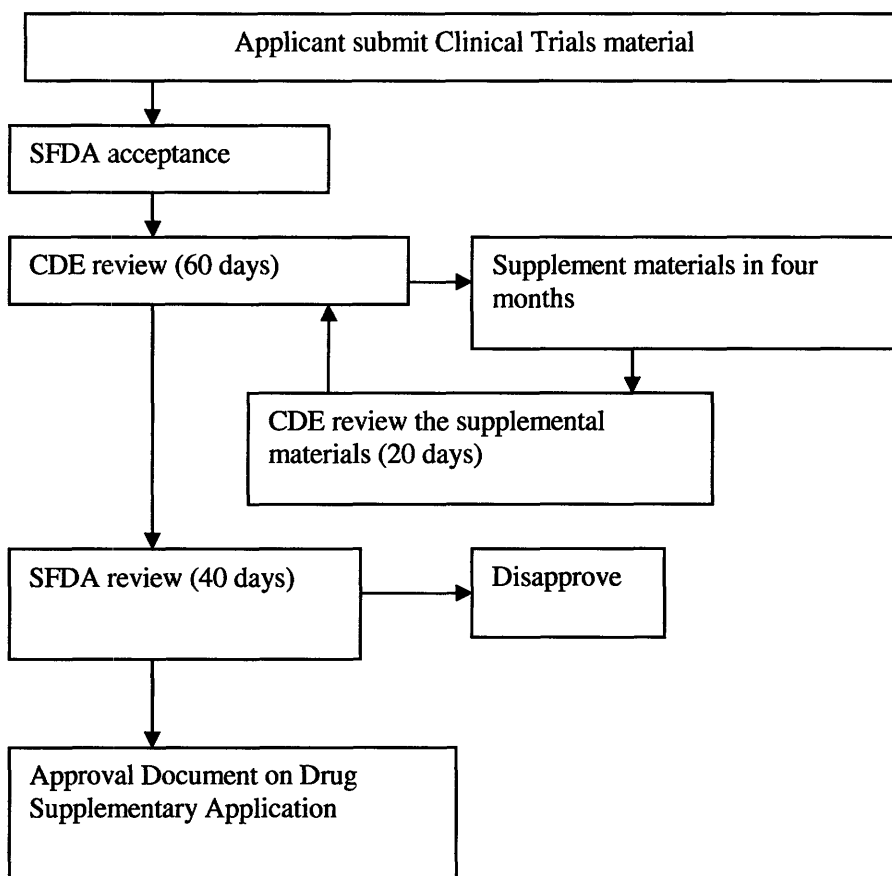 Applicant submit Clinical Trials material
SFDA acceptance
CDE review (60 days)
Supplement materials in four
months
CDE review the supplemental
materials (20 days)
SFDA review (40 days)
Disapprove
Approval Document on Drug
Supplementary Application